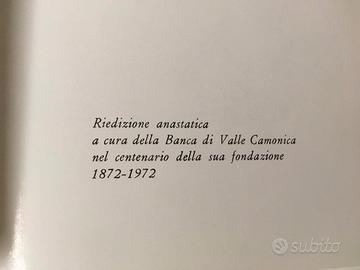 Riedizione anastatica
a cura della Banca di Valle Camonica
nel centenario della sua fondazione
1872-1972
subito